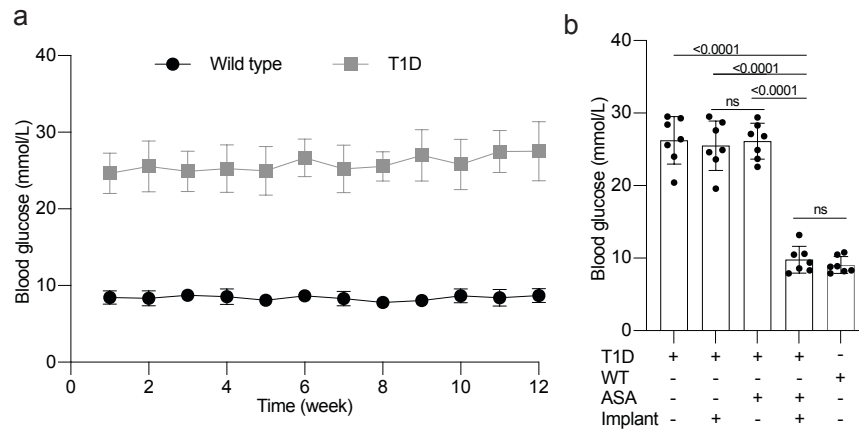 a
40
30
20
10
0
Blood glucose (mmol/L)
Wild type
T1D
0 2 4 6 8 10 12
Time (week)
b
40
30
20
10
0
Blood glucose (mmol/L)
<0.0001
<0.0001
<0.0001
ns
ns
T1D + + + + -
WT - - - - +
ASA - - + + -
Implant - + - + -